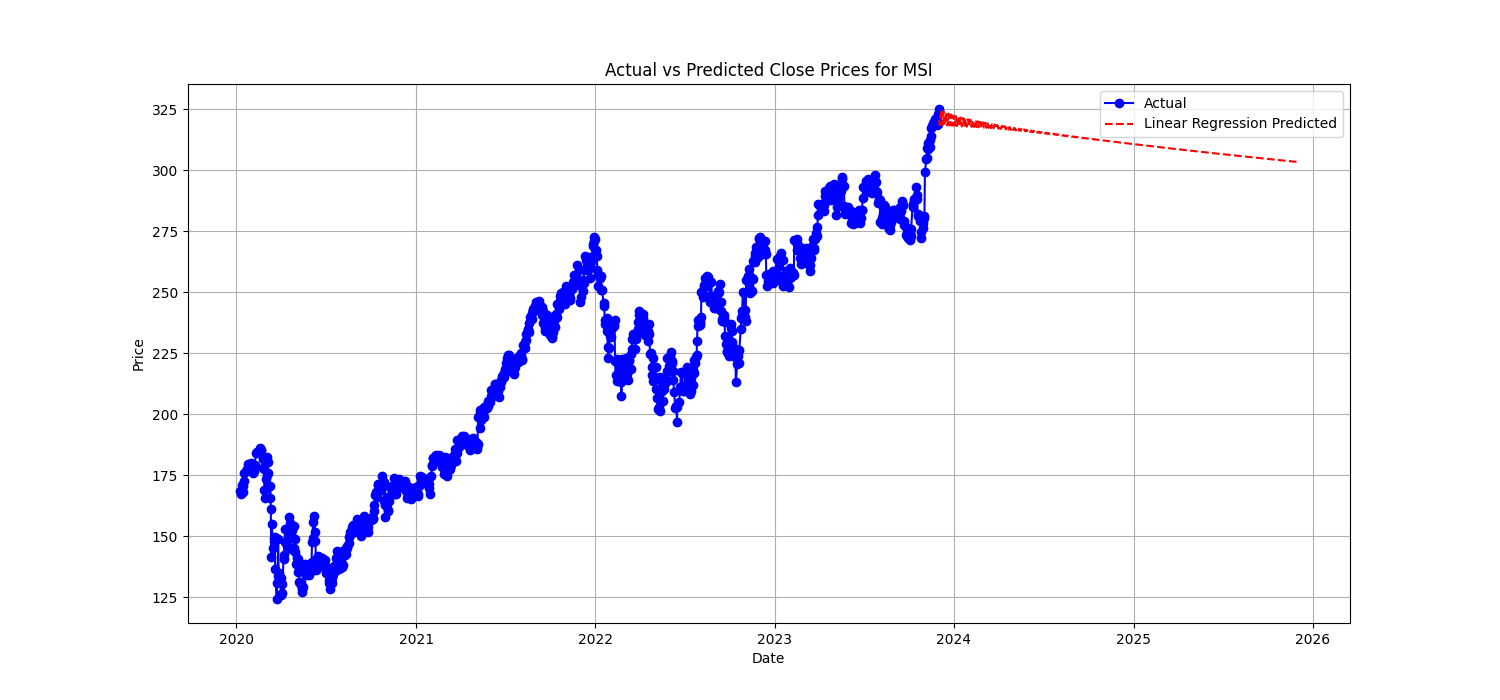 Actual vs Predicted Close Prices for MSI
Actual
Linear Regression Predicted
325
300
275
250
225
200
175
150
125
Price
2020 2021 2022 2023 2024 2025 2026
Date